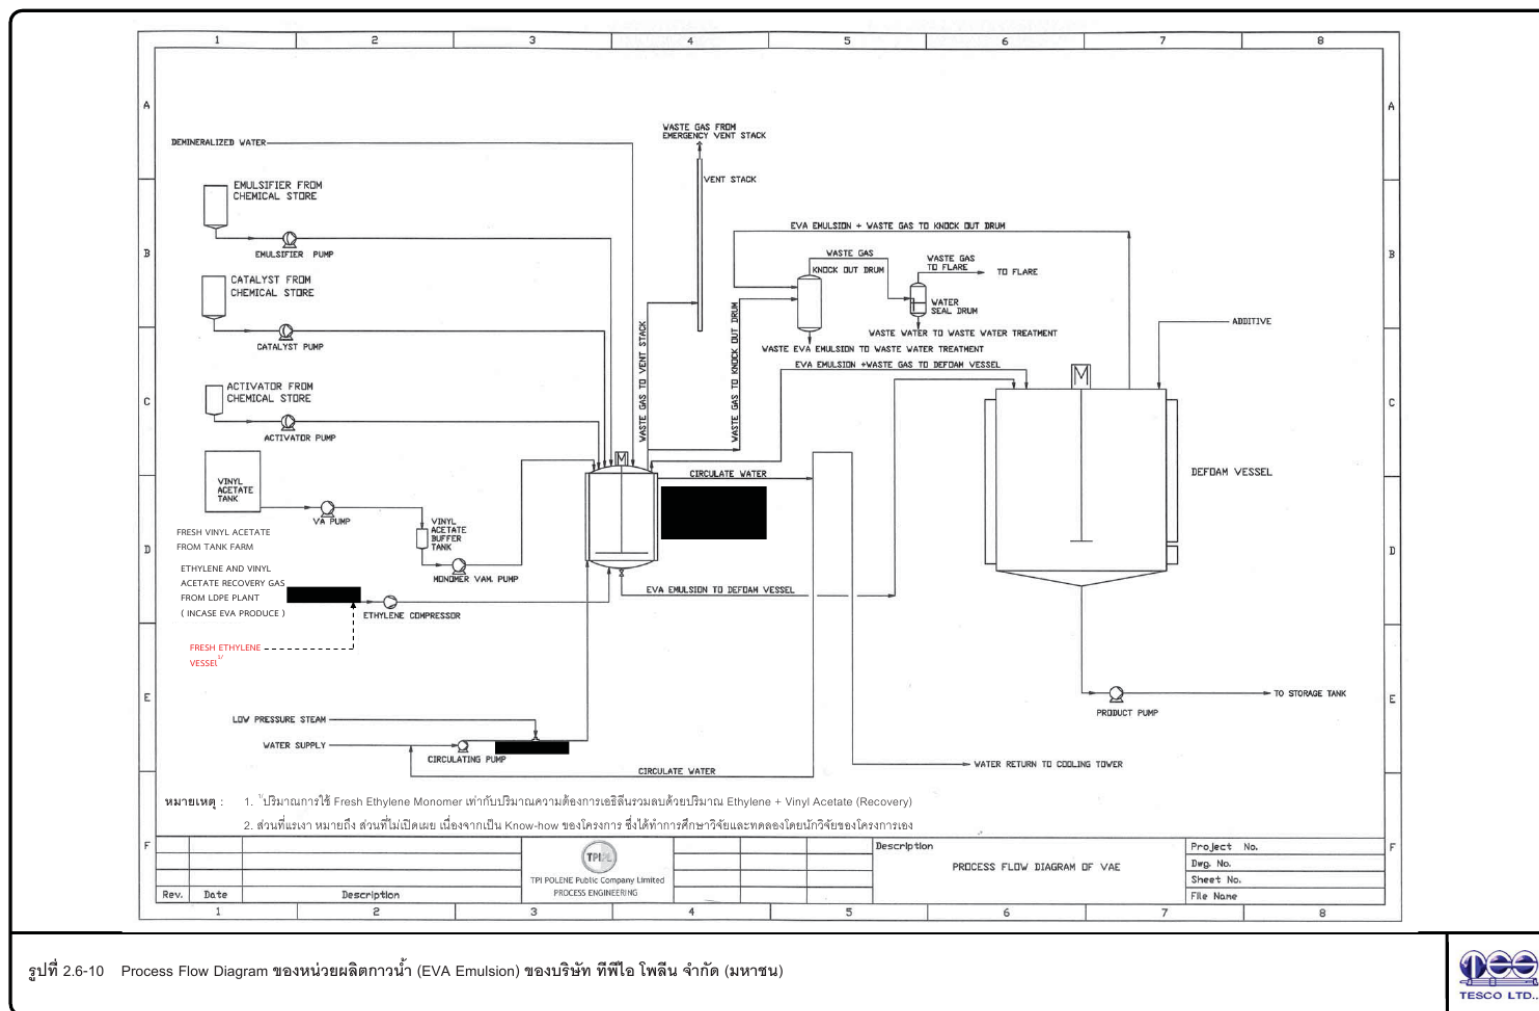 1 2 3 4 5 6 7 8
A A
B B
C C
D D
E E
F F
DEMINERALIZED WATER
EMULSIFIER FROM
CHEMICAL STORE
EMULSIFIER PUMP
CATALYST FROM
CHEMICAL STORE
CATALYST PUMP
ACTIVATOR FROM
CHEMICAL STORE
ACTIVATOR PUMP
VINYL
ACETATE
TANK
VA PUMP
VINYL
ACETATE
BUFFER
TANK
FRESH VINYL ACETATE
FROM TANK FARM
MONOMER VAM. PUMP
ETHYLENE AND VINYL
ACETATE RECOVERY GAS
FROM LDPE PLANT
( INCASE EVA PRODUCE )
ETHYLENE COMPRESSOR
FRESH ETHYLENE
VESSEL 1/
LOW PRESSURE STEAM
WATER SUPPLY
CIRCULATING PUMP
CIRCULATE WATER
WASTE GAS FROM
EMERGENCY VENT STACK
VENT STACK
WASTE GAS TO VENT STACK
WASTE GAS TO KNOCK OUT DRUM
M
CIRCULATE WATER
EVA EMULSION TO DEFOAM VESSEL
EVA EMULSION + WASTE GAS TO KNOCK OUT DRUM
WASTE GAS
KNOCK OUT DRUM
WASTE GAS
TO FLARE
TO FLARE
WATER
SEAL DRUM
WASTE WATER TO WASTE WATER TREATMENT
WASTE EVA EMULSION TO WASTE WATER TREATMENT
EVA EMULSION +WASTE GAS TO DEFOAM VESSEL
ADDITIVE
M
DEFOAM VESSEL
PRODUCT PUMP
TO STORAGE TANK
WATER RETURN TO COOLING TOWER
หมายเหตุ : 1. 1/ปริมาณการใช้ Fresh Ethylene Monomer เท่ากับปริมาณความต้องการเอธิลีนรวมลบด้วยปริมาณ Ethylene + Vinyl Acetate (Recovery)
2. ส่วนที่แรเงา หมายถึง ส่วนที่ไม่เปิดเผย เนื่องจากเป็น Know-how ของโครงการ ซึ่งได้ทำการศึกษาวิจัยและทดลองโดยนักวิจัยของโครงการเอง
Rev. Date Description
TPIPL
TPI POLENE Public Company Limited
PROCESS ENGINEERING
Description
PROCESS FLOW DIAGRAM OF VAE
Project No.
Dwg. No.
Sheet No.
File Name
1 2 3 4 5 6 7 8
รูปที่ 2.6-10 Process Flow Diagram ของหน่วยผลิตกาวน้ำ (EVA Emulsion) ของบริษัท ทีพีไอ โพลีน จำกัด (มหาชน)
TESCO LTD.,